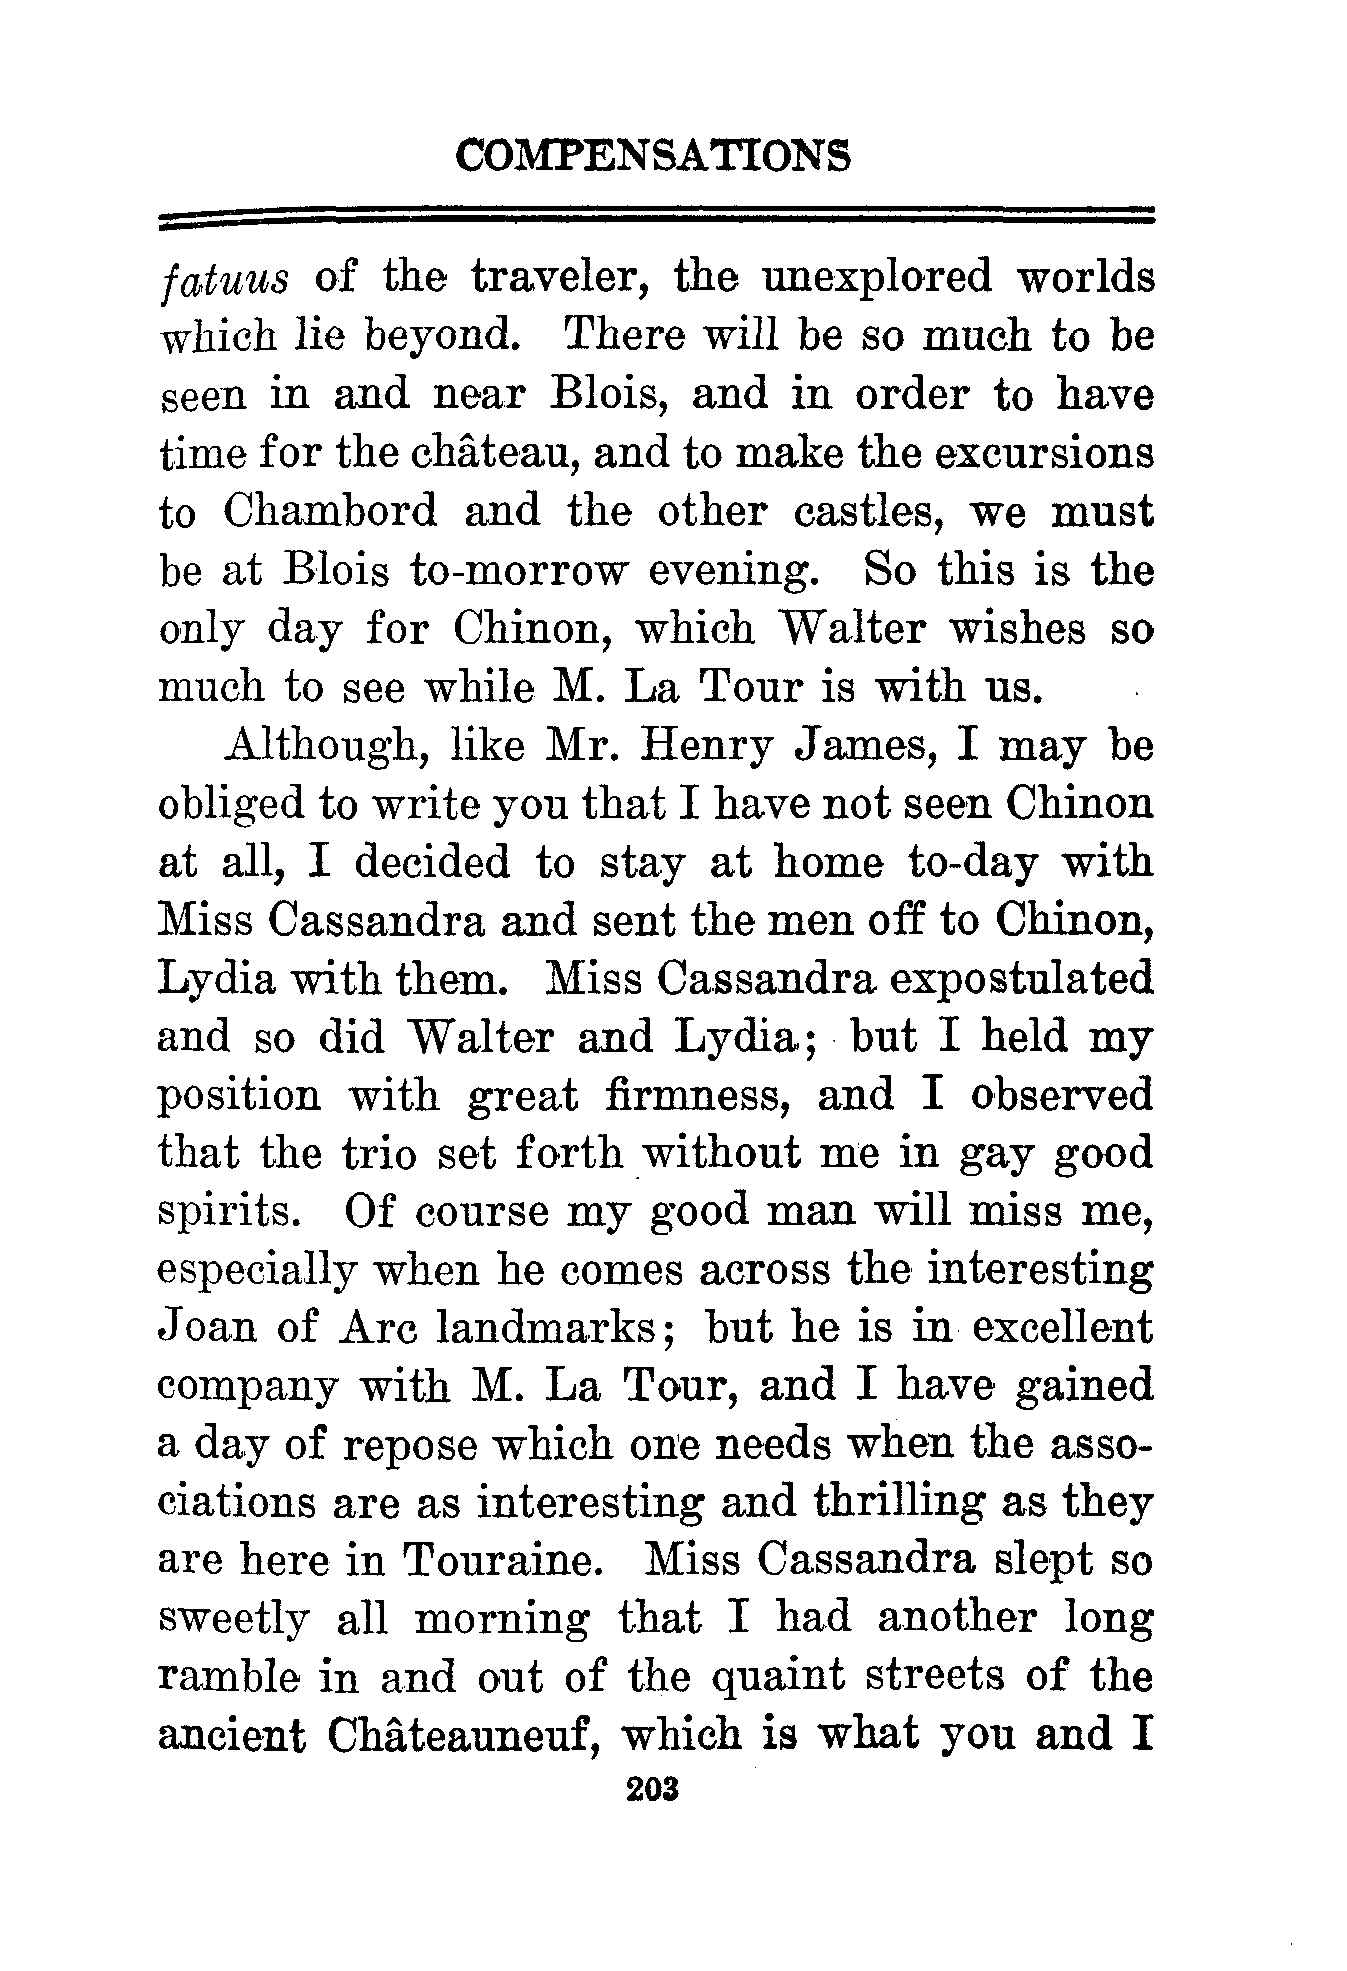 COMPENSATIONS
fatuus of the traveler, the unexplored worlds
which lie beyond. There will be so much to be
seen in and near Blois, and in order to have
time for the château, and to make the excursions
to Chambord and the other castles, we must
be at Blois to-morrow evening. So this is the
only day for Chinon, which Walter wishes so
much to see while M. La Tour is with us.
Although, like Mr. Henry James, I may be
obliged to write you that I have not seen Chinon
at all, I decided to stay at home to-day with
Miss Cassandra and sent the men off to Chinon,
Lydia with them. Miss Cassandra expostulated
and so did Walter and Lydia; but I held my
position with great firmness, and I observed
that the trio set forth without me in gay good
spirits. Of course my good man will miss me,
especially when he comes across the interesting
Joan of Arc landmarks; but he is in excellent
company with M. La Tour, and I have gained
a day of repose which one needs when the asso-
ciations are as interesting and thrilling as they
are here in Touraine. Miss Cassandra slept so
sweetly all morning that I had another long
ramble in and out of the quaint streets of the
ancient Châteauneuf, which is what you and I
203